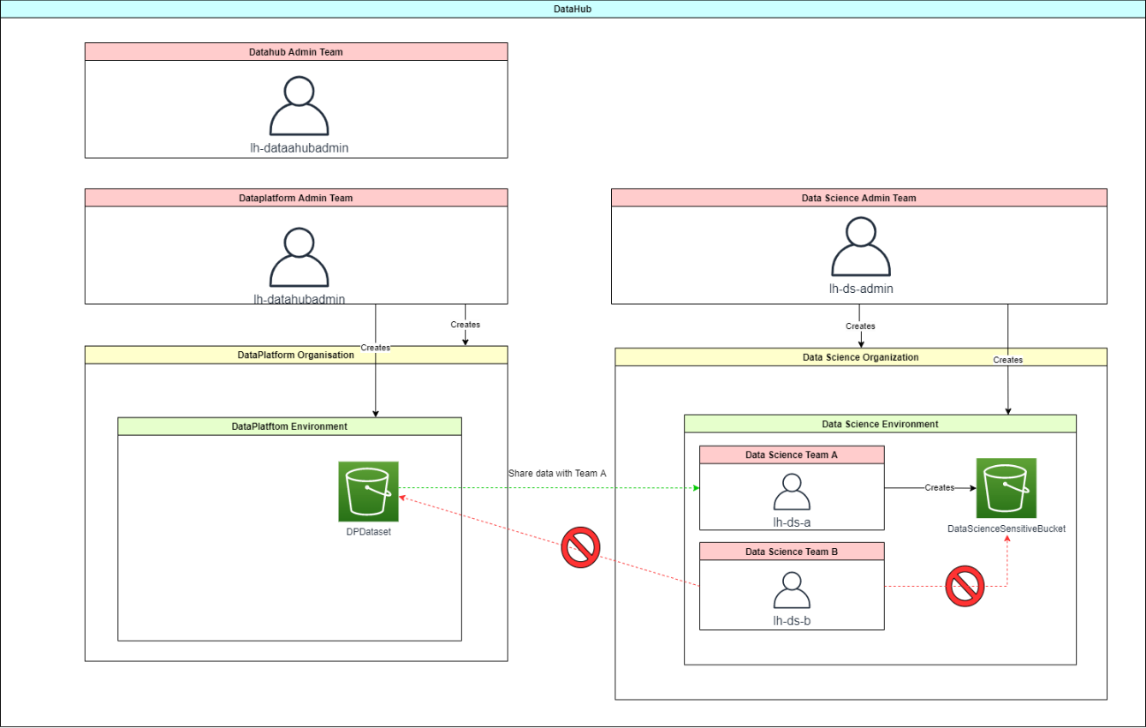 DataHub
Datahub Admin Team
lh-dataahubadmin
Dataplatform Admin Team
lh-datahubadmin
Data Science Admin Team
lh-ds-admin
Creates
Creates
Creates
Creates
DataPlatform Organisation
Data Science Organization
DataPlatftom Environment
Data Science Environment
DPDataset
Share data with Team A
Data Science Team A
lh-ds-a
Creates
DataScienceSensitiveBucket
Data Science Team B
lh-ds-b